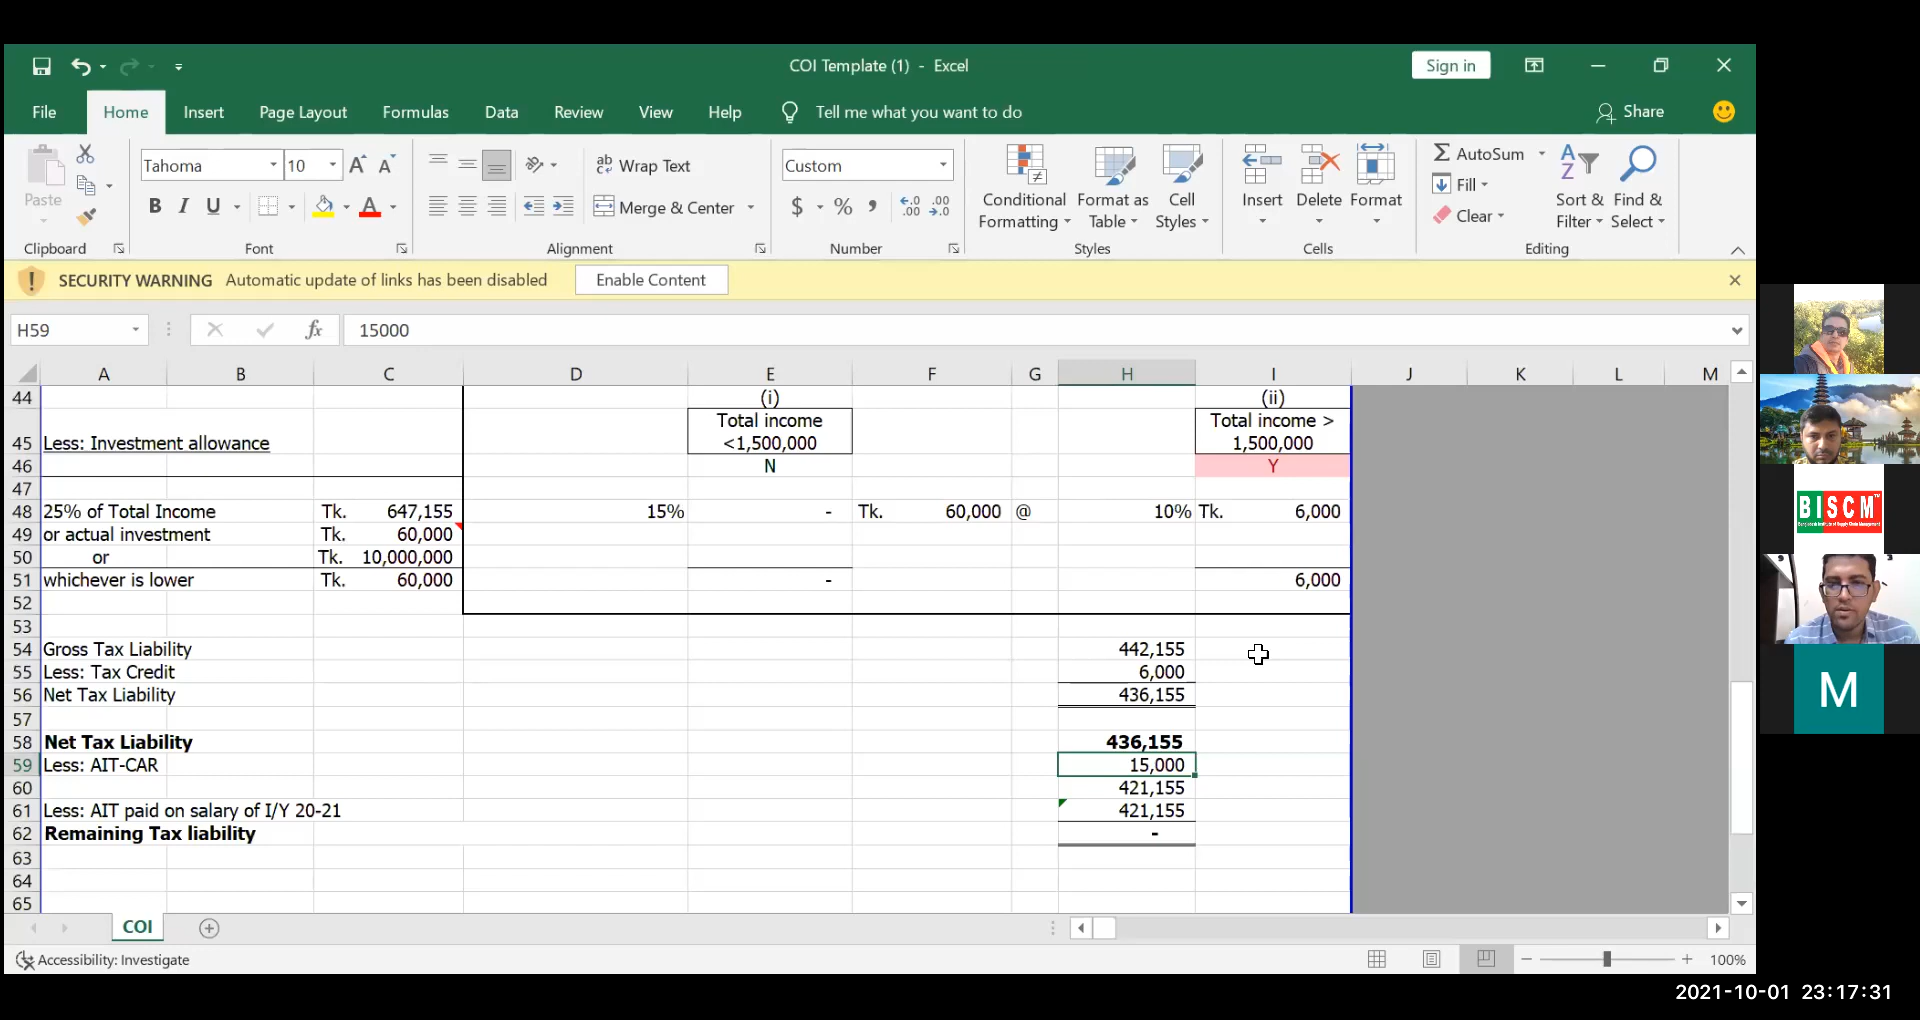 COI Template (1) - Excel
Sign in
File Home Insert Page Layout Formulas Data Review View Help Tell me what you want to do Share
Paste
Tahoma 10
Wrap Text
Custom
Conditional Formatting
Format as Table
Cell Styles
Insert Delete Format
AutoSum
Fill
Clear
Sort & Filter
Find & Select
B I U
Merge & Center
$ % ,
Clipboard Font Alignment Number Styles Cells Editing
SECURITY WARNING Automatic update of links has been disabled Enable Content
H59 fx 15000
A B C D E F G H I J K L M
44 (i) (ii)
45 Less: Investment allowance Total income <1,500,000 Total income > 1,500,000
46 N Y
47
48 25% of Total Income Tk. 647,155 15% - Tk. 60,000 @ 10% Tk. 6,000
49 or actual investment Tk. 60,000
50 or Tk. 10,000,000
51 whichever is lower Tk. 60,000 - 6,000
52
53
54 Gross Tax Liability 442,155
55 Less: Tax Credit 6,000
56 Net Tax Liability 436,155
57
58 Net Tax Liability 436,155
59 Less: AIT-CAR 15,000
60 421,155
61 Less: AIT paid on salary of I/Y 20-21 421,155
62 Remaining Tax liability -
63
64
65
COI
Accessibility: Investigate
100%
BISCM
M
2021-10-01 23:17:31